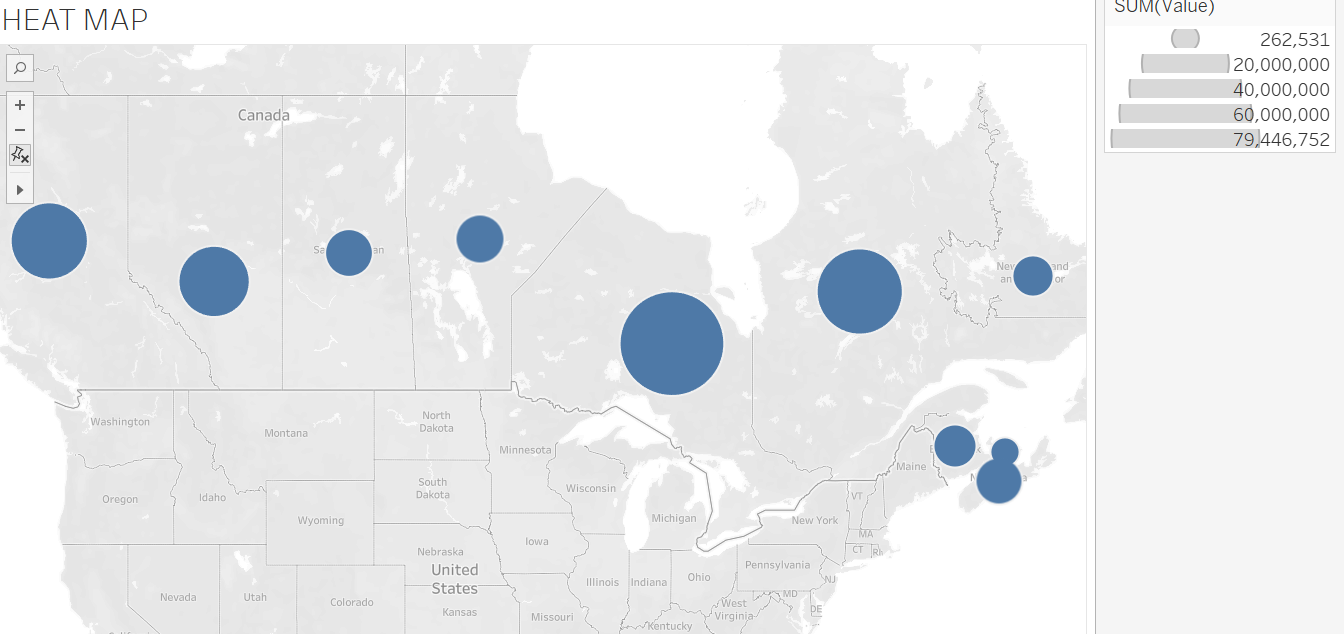 HEAT MAP
SUM(Value)
262,531
20,000,000
40,000,000
60,000,000
79,446,752
Canada
Washington
Montana
North
Dakota
Minnesota
Oregon
Idaho
South
Dakota
Wisconsin
Michigan
Maine
VT
New York
Wyoming
Iowa
MA
CT
Nebraska
United
States
Illinois
Indiana
Ohio
Pennsylvania
NJ
Nevada
Utah
Colorado
Kansas
Missouri
West
Virginia
MD
DE
Kentucky